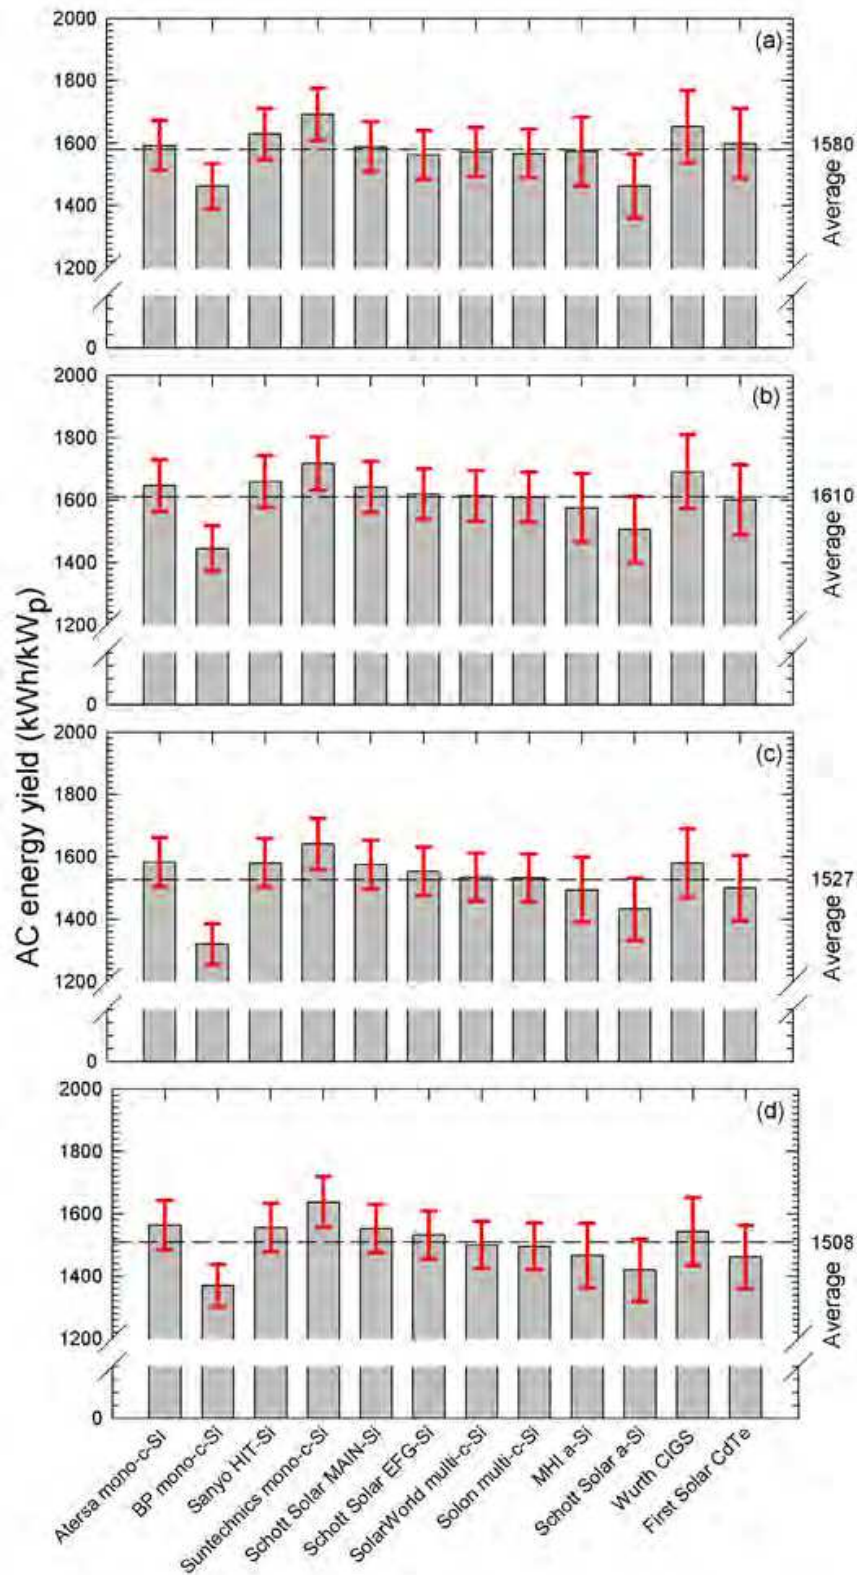 AC energy yield (kWh/kWp)
(a)
2000
1800
1600
1400
1200
0
1580
Average
(b)
2000
1800
1600
1400
1200
0
1610
Average
(c)
2000
1800
1600
1400
1200
0
1527
Average
(d)
2000
1800
1600
1400
1200
0
1508
Average
Atersa mono-c-Si
BP mono-c-Si
Sanyo HIT-Si
Suntechnics mono-c-Si
Schott Solar MAIN-Si
Schott Solar EFG-Si
SolarWorld multi-c-Si
Solon multi-c-Si
MHI a-Si
Schott Solar a-Si
Wurth CIGS
First Solar CdTe